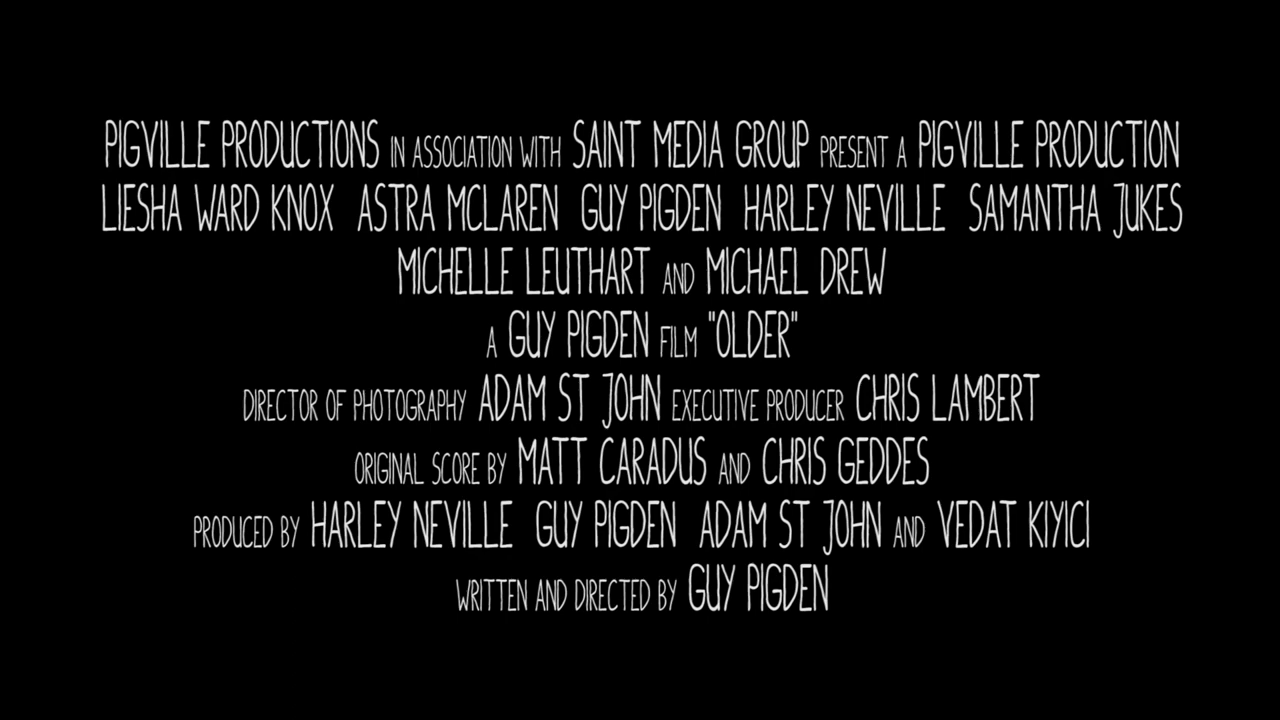 PIGVILLE PRODUCTIONS IN ASSOCIATION WITH SAINT MEDIA GROUP PRESENT A PIGVILLE PRODUCTION
LIESHA WARD KNOX ASTRA MCLAREN GUY PIGDEN HARLEY NEVILLE SAMANTHA JUKES
MICHELLE LEUTHART AND MICHAEL DREW
A GUY PIGDEN FILM "OLDER"
DIRECTOR OF PHOTOGRAPHY ADAM ST JOHN EXECUTIVE PRODUCER CHRIS LAMBERT
ORIGINAL SCORE BY MATT CARADUS AND CHRIS GEDDES
PRODUCED BY HARLEY NEVILLE GUY PIGDEN ADAM ST JOHN AND VEDAT KIYICI
WRITTEN AND DIRECTED BY GUY PIGDEN